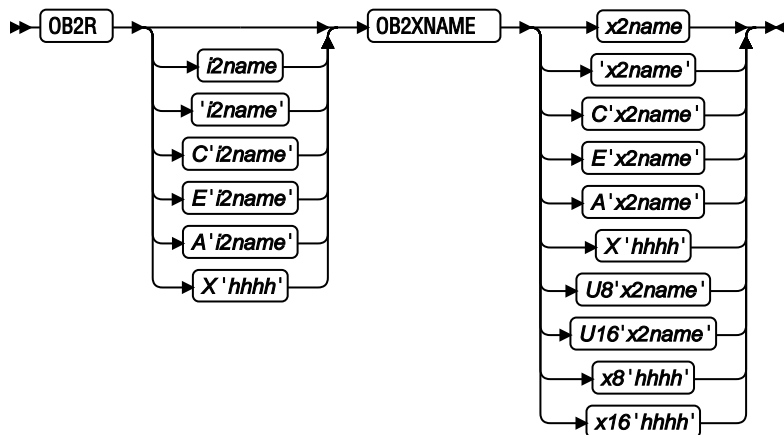 OB2R
i2name
'i2name'
C'i2name'
E'i2name'
A'i2name'
X'hhhh'
OB2XNAME
x2name
'x2name'
C'x2name'
E'x2name'
A'x2name'
X'hhhh'
U8'x2name'
U16'x2name'
x8'hhhh'
x16'hhhh'